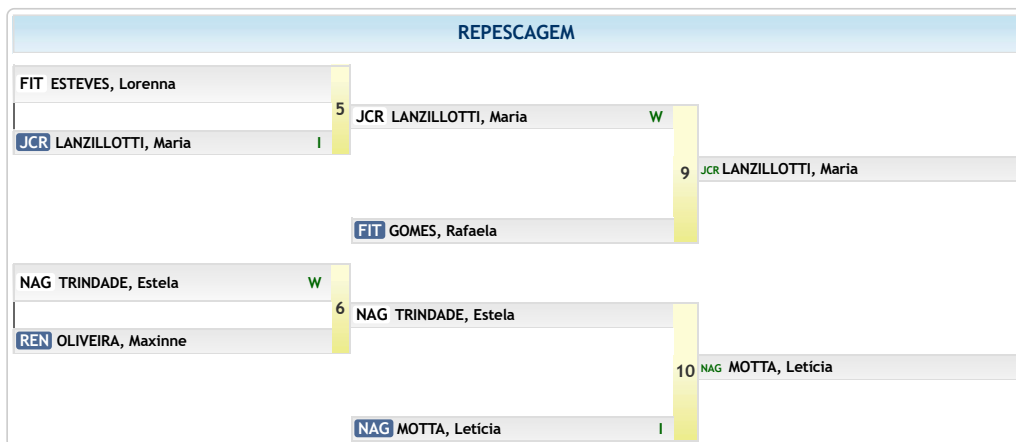 REPESCAGEM
FIT ESTEVES, Lorenna
5
JCR LANZILLOTTI, Maria W
JCR LANZILLOTTI, Maria I
9
JCR LANZILLOTTI, Maria
FIT GOMES, Rafaela
NAG TRINDADE, Estela W
6
NAG TRINDADE, Estela
REN OLIVEIRA, Maxinne
10
NAG MOTTA, Letícia
NAG MOTTA, Letícia I